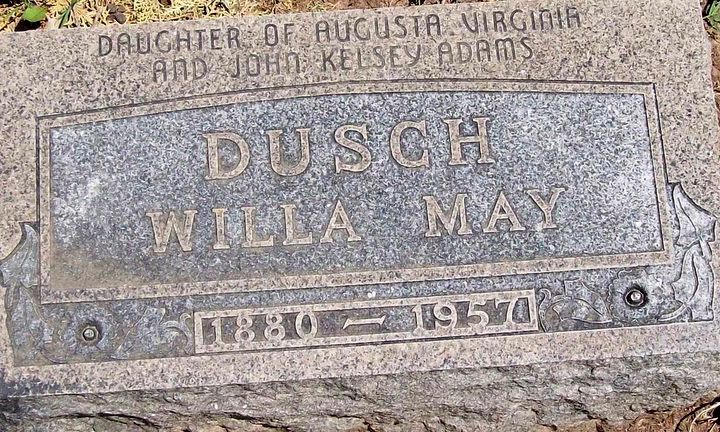 DAUGHTER OF AUGUSTA VIRGINIA
AND JOHN KELSEY ADAMS
DUSCH
WILLA MAY
1880 — 1957